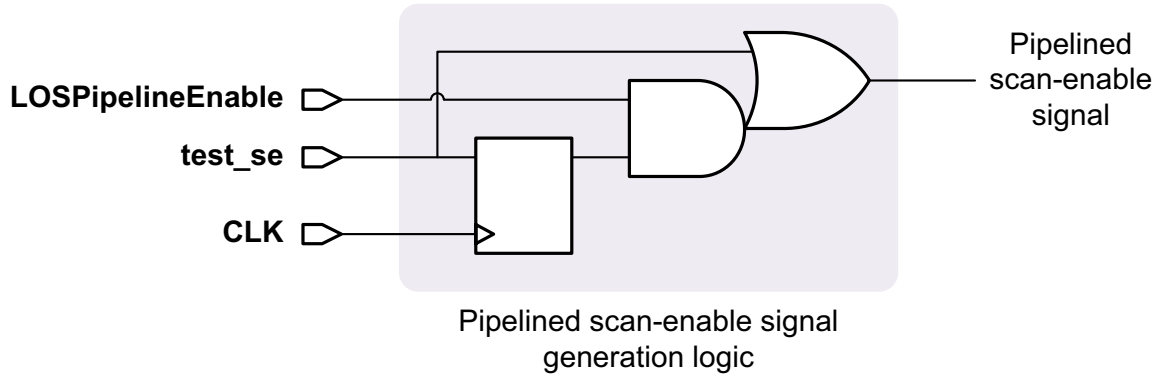 Pipelined
scan-enable
signal
LOSPipelineEnable
test_se
CLK
Pipelined scan-enable signal
generation logic